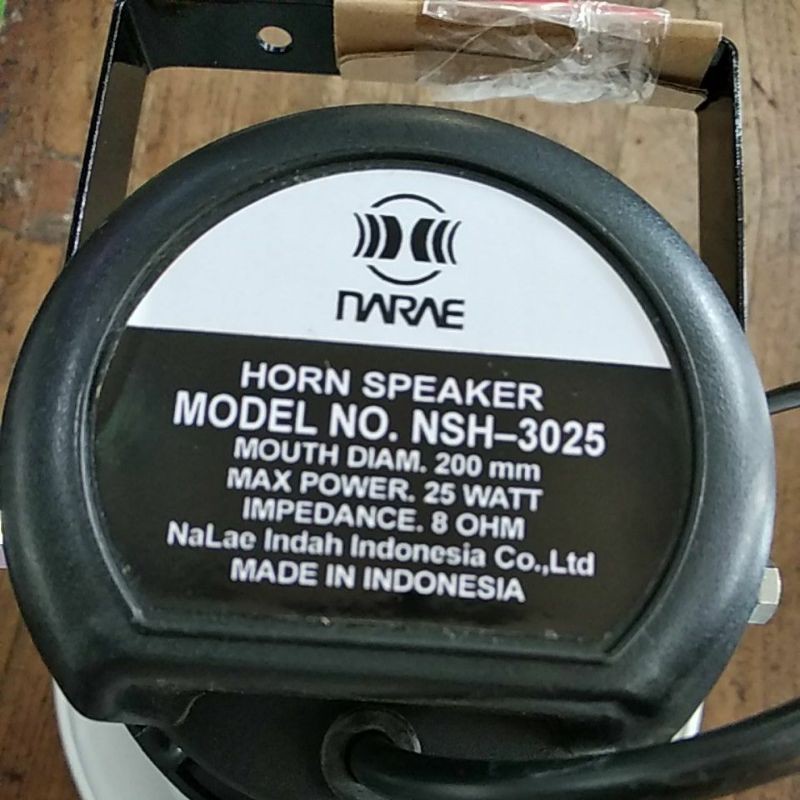 NARAE
HORN SPEAKER
MODEL NO. NSH–3025
MOUTH DIAM. 200 mm
MAX POWER. 25 WATT
IMPEDANCE. 8 OHM
NaLae Indah Indonesia Co.,Ltd
MADE IN INDONESIA